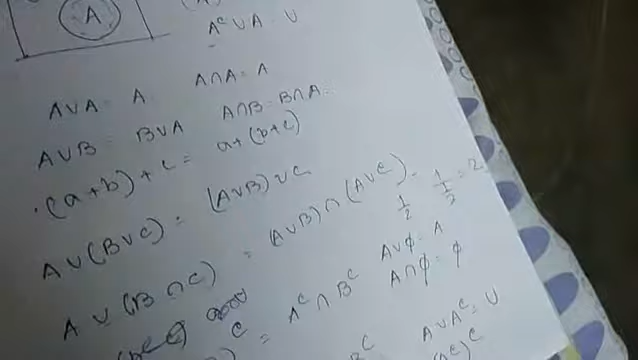 A
A^c ∪ A = U
A∪A = A A∩A = A
A∪B = B∪A A∩B = B∩A =
(a+b)+c = a+(b+c)
A∪(B∪C) = (A∪B)∪C
A∪(B∩C) = (A∪B)∩(A∪C).
1/2 1/(1/2) = 2
c = A^c ∩ B^c A∪ϕ = A
A∩ϕ = ϕ
A∪A^c = U